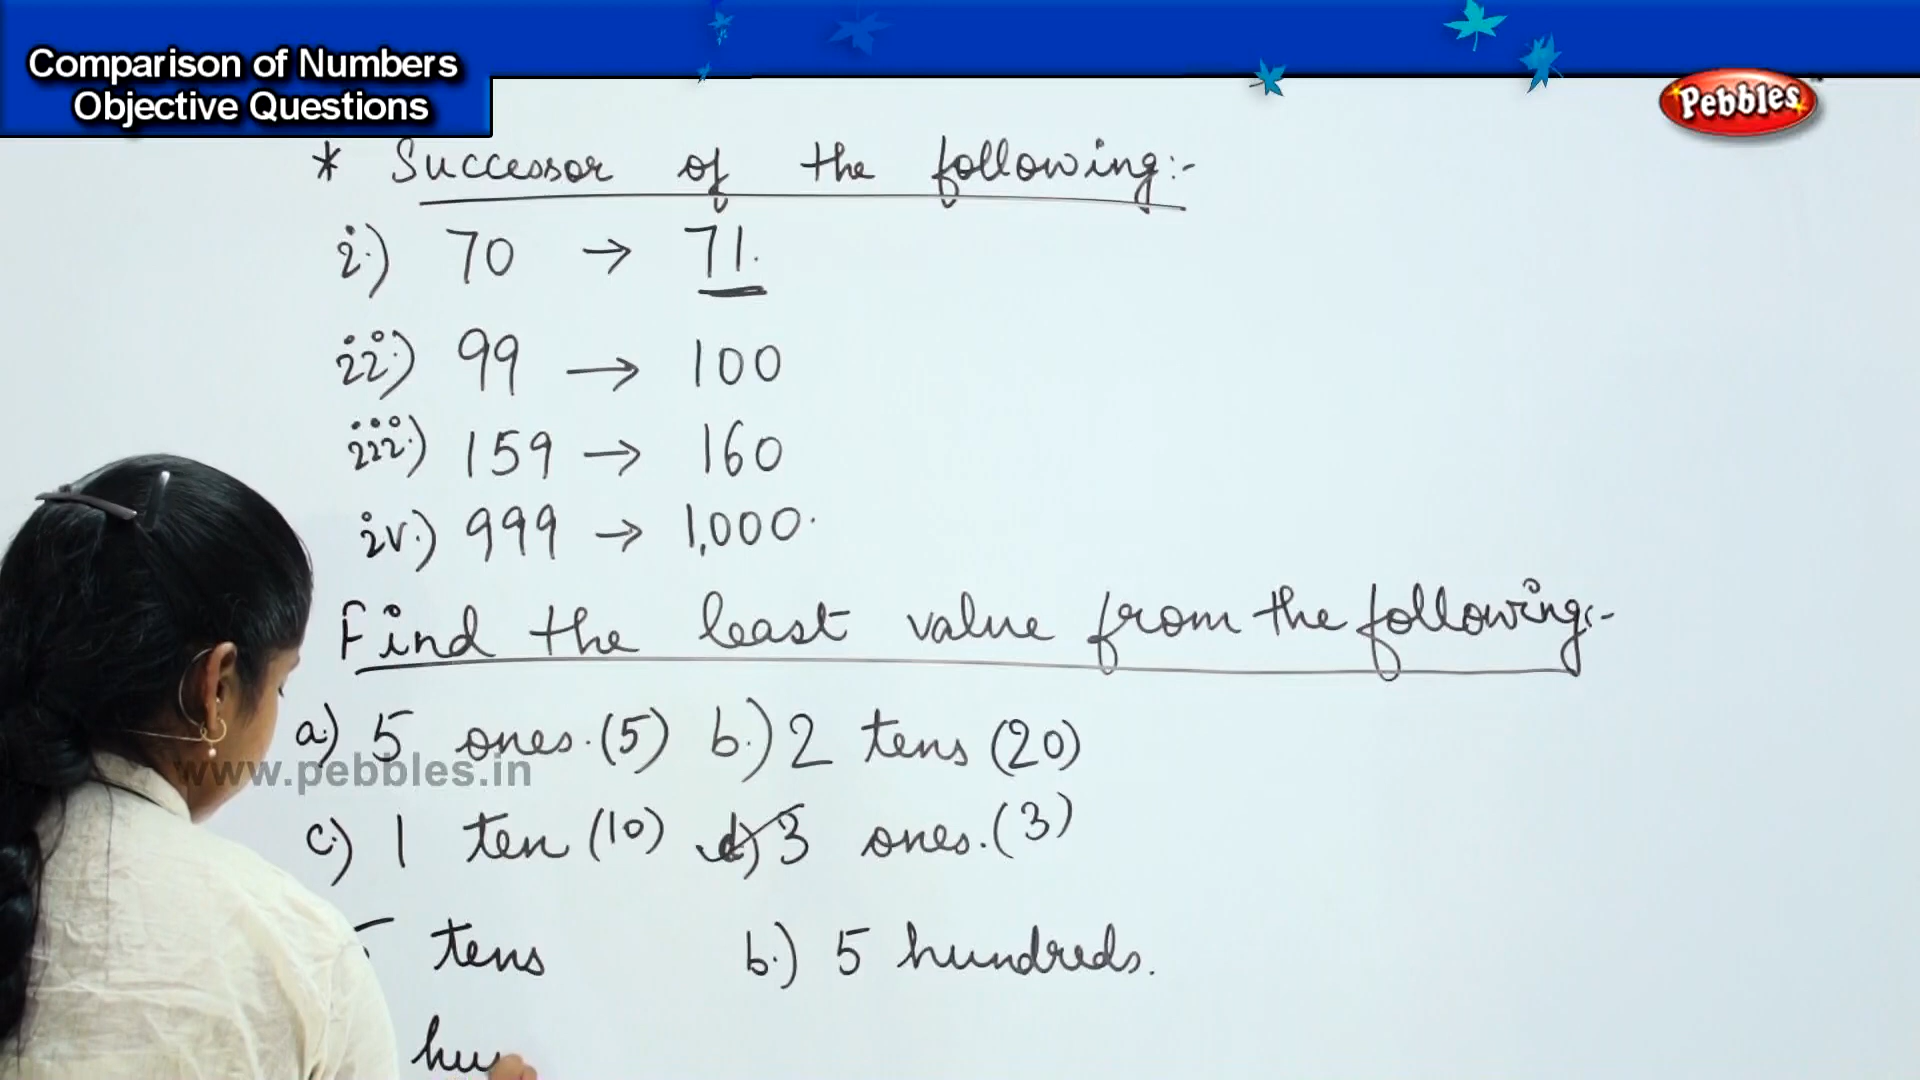 Comparison of Numbers
Objective Questions
Pebbles
* Successor of the following:-
i.) 70 → 71.
ii.) 99 → 100
iii.) 159 → 160
iv.) 999 → 1,000.
Find the least value from the following:-
a.) 5 ones. (5) b.) 2 tens (20)
www.pebbles.in
c.) 1 ten (10) d.) 3 ones. (3)
tens b.) 5 hundreds.
hu